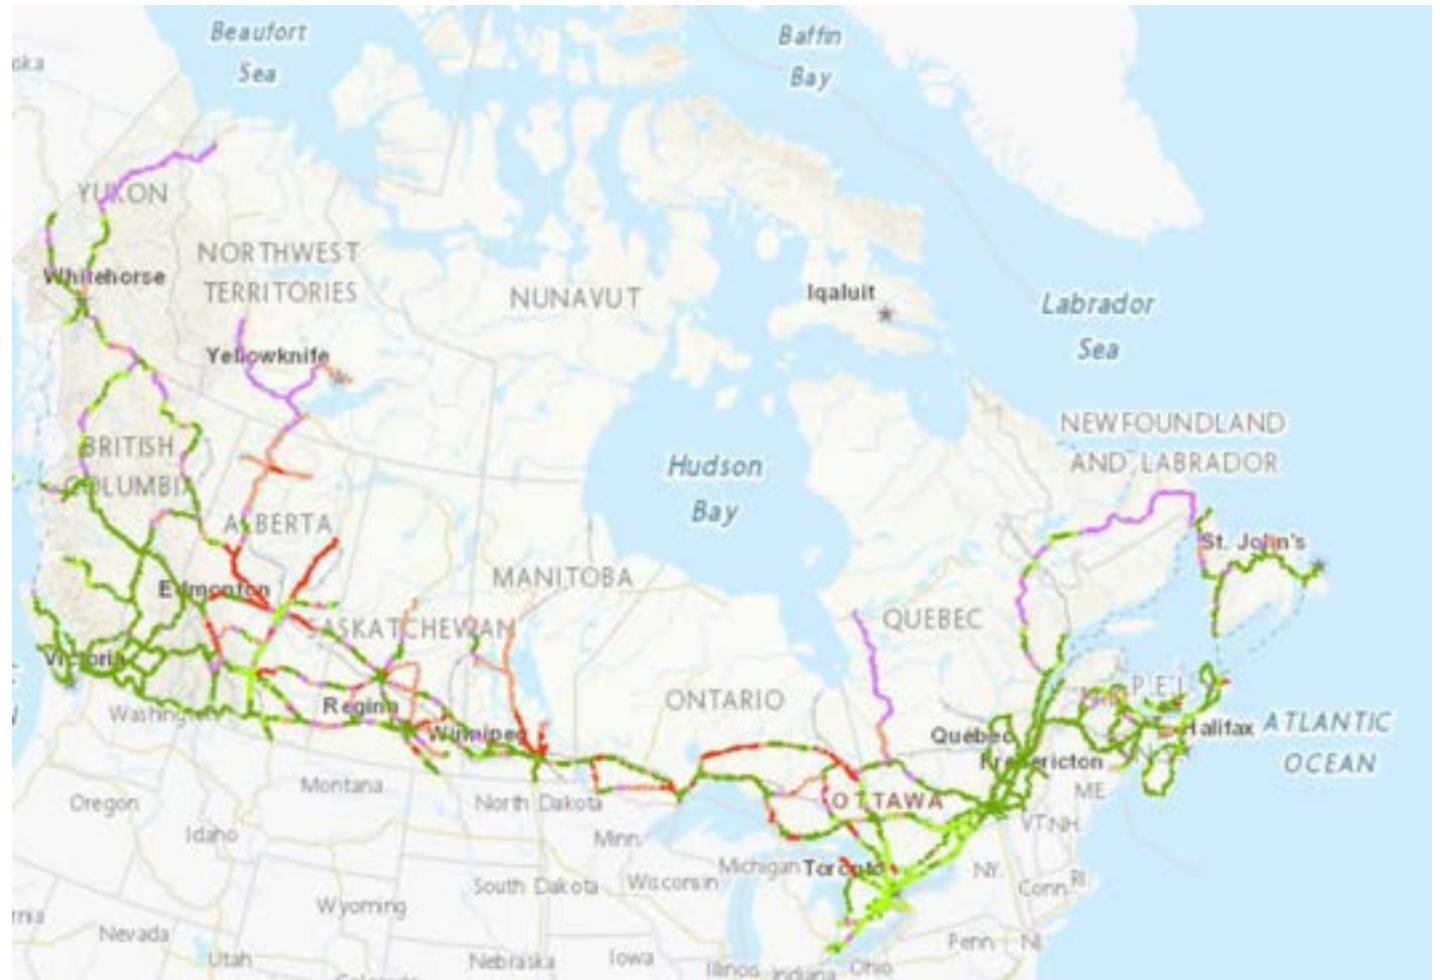 Beaufort
Sea
Baffin
Bay
ska
YUKON
NORTHWEST
TERRITORIES
Whitehorse
NUNAVUT
Iqaluit
Labrador
Sea
Yellowknife
NEWFOUNDLAND
AND LABRADOR
BRITISH
COLUMBIA
Hudson
Bay
ALBERTA
St. John's
MANITOBA
Edmonton
SASKATCHEWAN
QUEBEC
Victoria
ONTARIO
P.E.I.
Regina
Washington
Winnipeg
Québec
Halifax
ATLANTIC
OCEAN
Fredericton
Montana
ME
Oregon
North Dakota
OTTAWA
Idaho
Minn.
VT
NH
Michigan
Toronto
NY
South Dakota
Wisconsin
Conn.
RI
Wyoming
rnia
Nevada
Penn.
NJ
Utah
Nebraska
Iowa
Illinois
Indiana
Ohio
Colorado